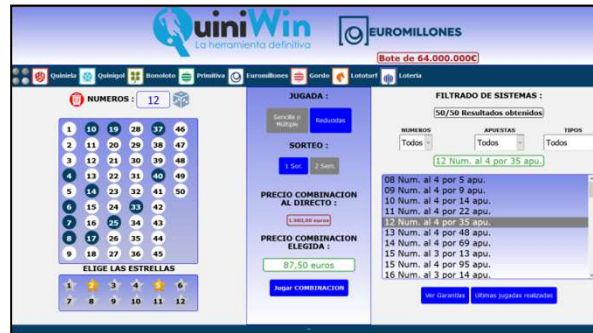 QuiniWin
La herramienta definitiva
EUROMILLONES
Bote de 64.000.000€
Quiniela Quinigol Bonoloto Primitiva Euromillones Gordo Lototurf Loteria
NUMEROS : 12
1 10 19 28 37 46
2 11 20 29 38 47
3 12 21 30 39 48
4 13 22 31 40 49
5 14 23 32 41 50
6 15 24 33 42
7 16 25 34 43
8 17 26 35 44
9 18 27 36 45
ELIGE LAS ESTRELLAS
1 2 3 4 5 6
7 8 9 10 11 12
JUGADA :
Sencilla o Múltiple
Reducidas
SORTEO :
1 Sor. 2 Sem.
PRECIO COMBINACION
AL DIRECTO :
PRECIO COMBINACION
ELEGIDA :
87,50 euros
Jugar COMBINACION
FILTRADO DE SISTEMAS :
50/50 Resultados obtenidos
NUMEROS APUESTAS TIPOS
Todos Todos Todos
12 Num. al 4 por 35 apu.
08 Num. al 4 por 5 apu.
09 Num. al 4 por 9 apu.
10 Num. al 4 por 14 apu.
11 Num. al 4 por 22 apu.
12 Num. al 4 por 35 apu.
13 Num. al 4 por 48 apu.
14 Num. al 4 por 69 apu.
15 Num. al 3 por 13 apu.
15 Num. al 4 por 95 apu.
16 Num. al 3 por 14 apu.
Ver Garantias Ultimas jugadas realizadas